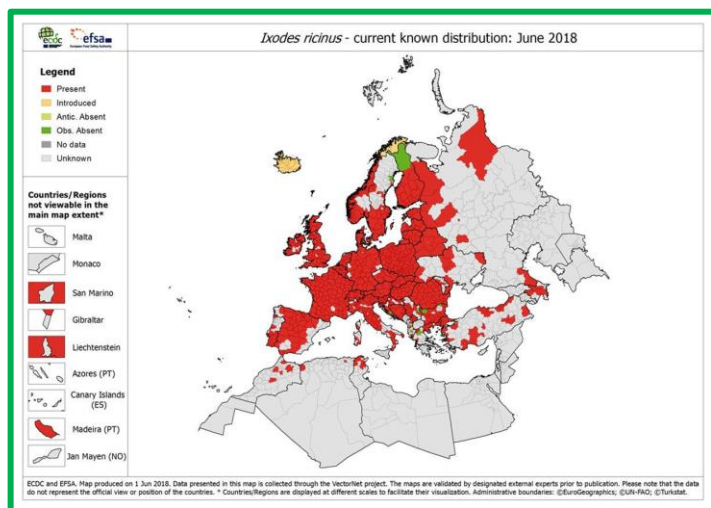 ecdc
efsa
European Food Safety Authority
Ixodes ricinus - current known distribution: June 2018
Legend
Present
Introduced
Antic. Absent
Obs. Absent
No data
Unknown
Countries/Regions
not viewable in the
main map extent*
Malta
Monaco
San Marino
Gibraltar
Liechtenstein
Azores (PT)
Canary Islands
(ES)
Madeira (PT)
Jan Mayen (NO)
ECDC and EFSA. Map produced on 1 Jun 2018. Data presented in this map is collected through the VectorNet project. The maps are validated by designated external experts prior to publication. Please note that the data
do not represent the official view or position of the countries. * Countries/Regions are displayed at different scales to facilitate their visualization. Administrative boundaries: ©EuroGeographics; ©UN-FAO; ©Turkstat.